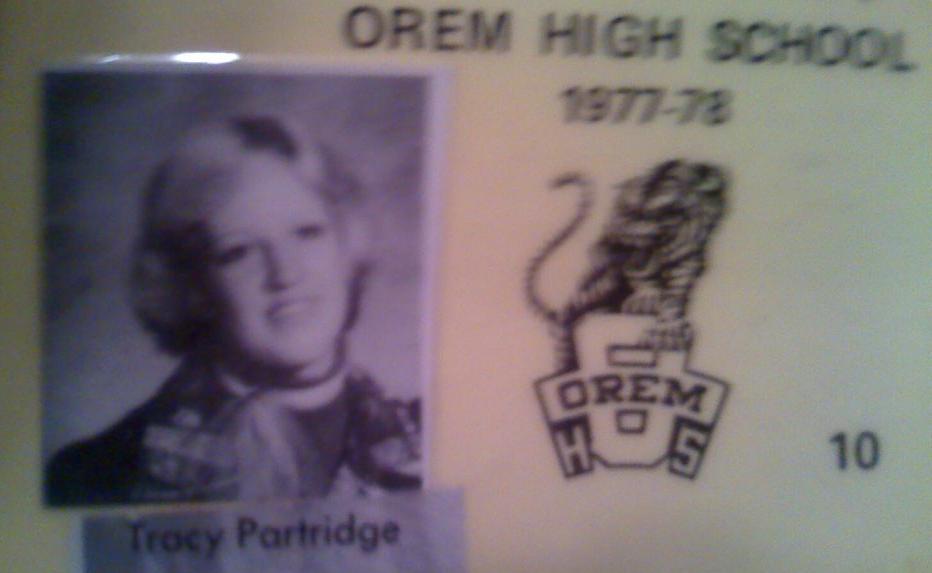 OREM HIGH SCHOOL
1977-78
OREM
H S
10
Tracy Partridge